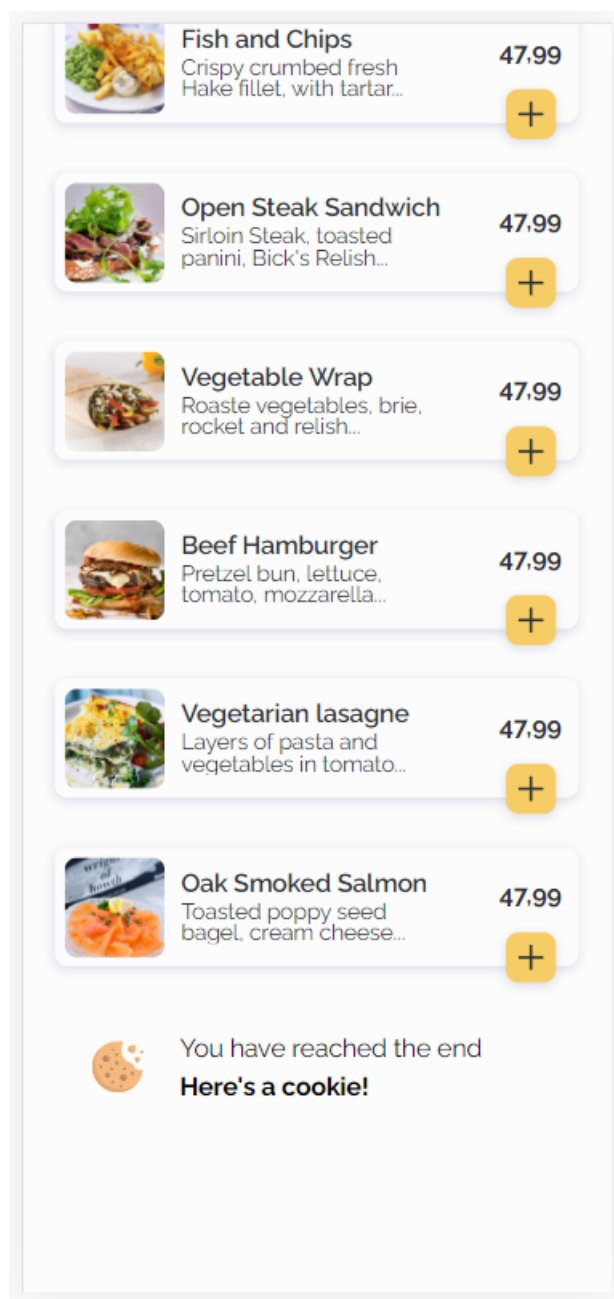 Fish and Chips
Crispy crumbed fresh
Hake fillet, with tartar...
47.99
+
Open Steak Sandwich
Sirloin Steak, toasted
panini, Bick's Relish...
47.99
+
Vegetable Wrap
Roaste vegetables, brie,
rocket and relish...
47.99
+
Beef Hamburger
Pretzel bun, lettuce,
tomato, mozzarella...
47.99
+
Vegetarian lasagne
Layers of pasta and
vegetables in tomato...
47.99
+
weight
of
howth
Oak Smoked Salmon
Toasted poppy seed
bagel, cream cheese...
47.99
+
You have reached the end
Here's a cookie!